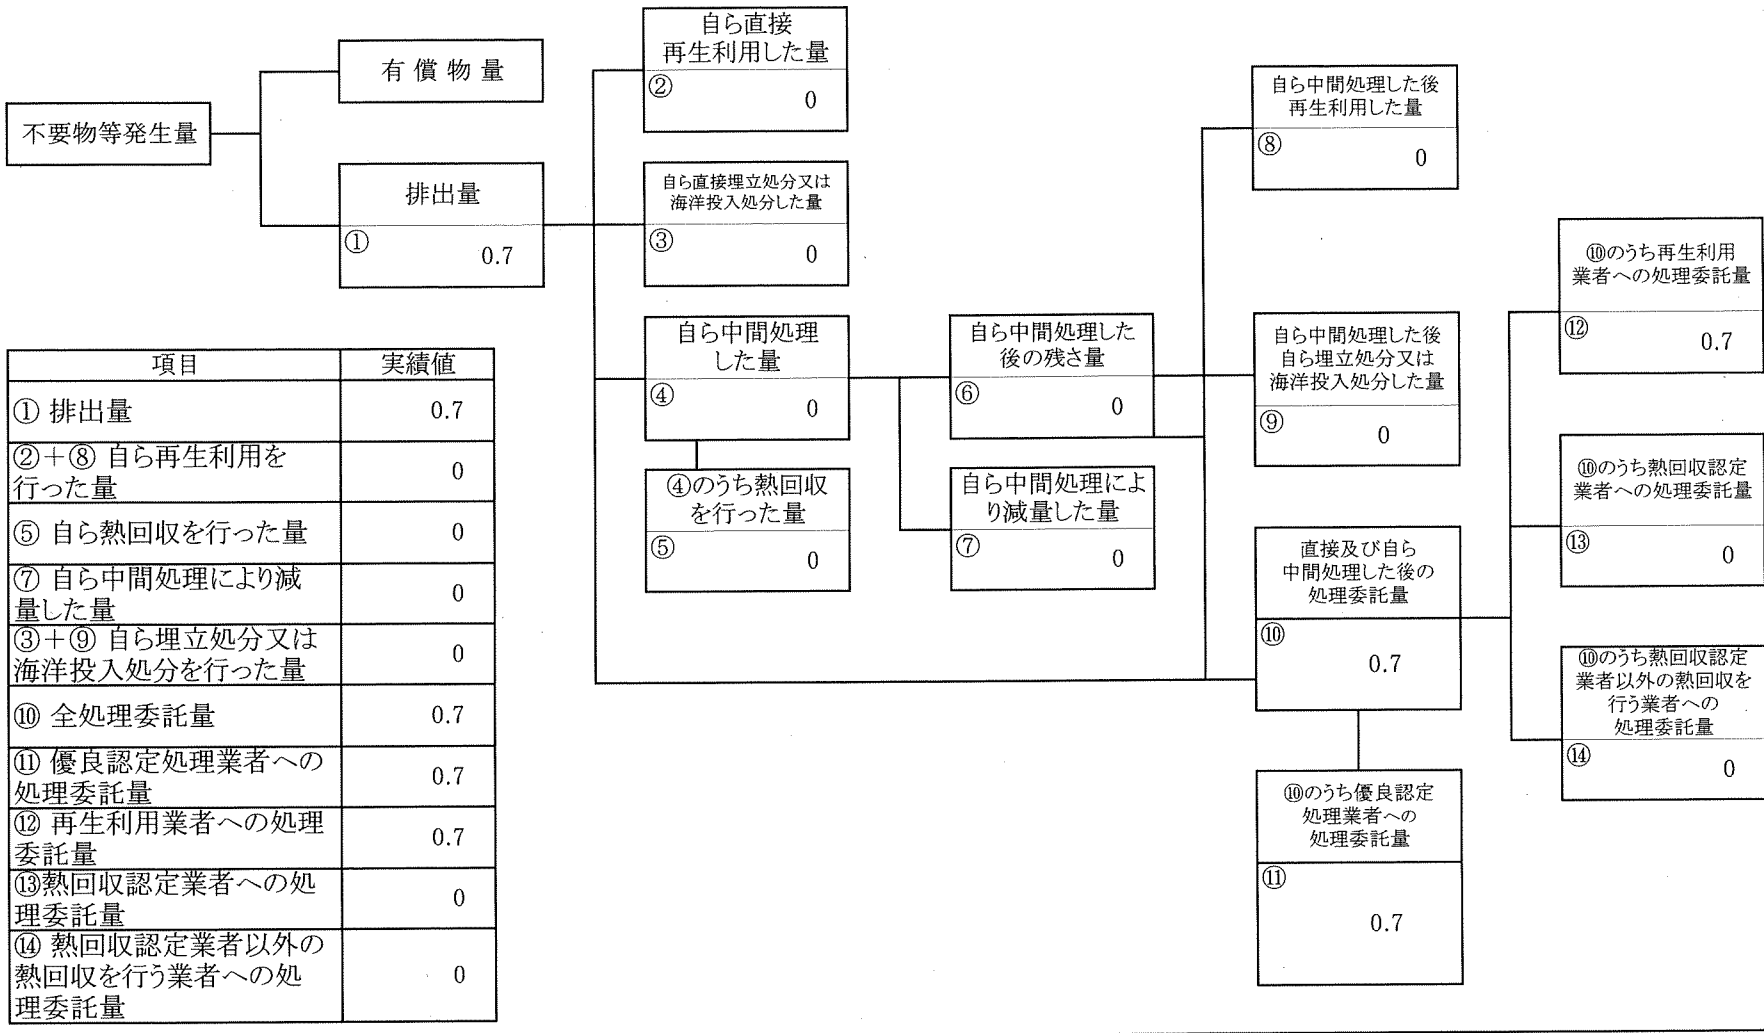 不要物等発生量
有償物量
排出量
①
0.7
自ら直接
再生利用した量
②
0
自ら直接埋立処分又は
海洋投入処分した量
③
0
自ら中間処理
した量
④
0
④のうち熱回収
を行った量
⑤
0
自ら中間処理した
後の残さ量
⑥
0
自ら中間処理によ
り減量した量
⑦
0
自ら中間処理した後
再生利用した量
⑧
0
自ら中間処理した後
自ら埋立処分又は
海洋投入処分した量
⑨
0
直接及び自ら
中間処理した後の
処理委託量
⑩
0.7
⑩のうち優良認定
処理業者への
処理委託量
⑪
0.7
⑩のうち再生利用
業者への処理委託量
⑫
0.7
⑩のうち熱回収認定
業者への処理委託量
⑬
0
⑩のうち熱回収認定
業者以外の熱回収を
行う業者への
処理委託量
⑭
0
項目 実績値
① 排出量 0.7
②＋⑧ 自ら再生利用を
行った量 0
⑤ 自ら熱回収を行った量 0
⑦ 自ら中間処理により減
量した量 0
③＋⑨ 自ら埋立処分又は
海洋投入処分を行った量 0
⑩ 全処理委託量 0.7
⑪ 優良認定処理業者への
処理委託量 0.7
⑫ 再生利用業者への処理
委託量 0.7
⑬熱回収認定業者への処
理委託量 0
⑭ 熱回収認定業者以外の
熱回収を行う業者への処
理委託量 0